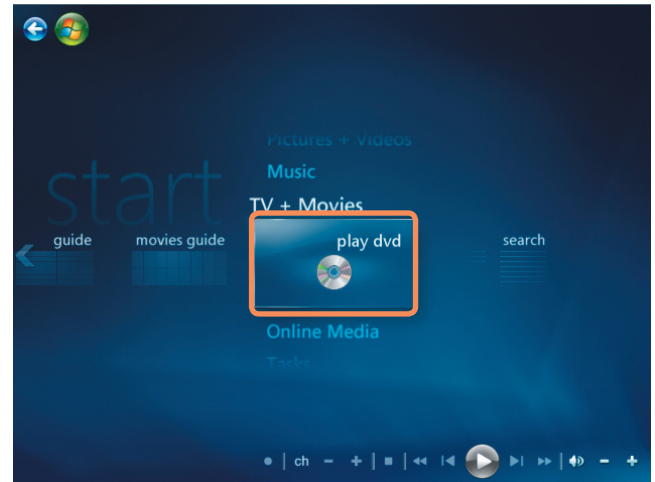 Pictures + Videos
start
Music
TV + Movies
guide movies guide play dvd search
Online Media
Tasks
ch